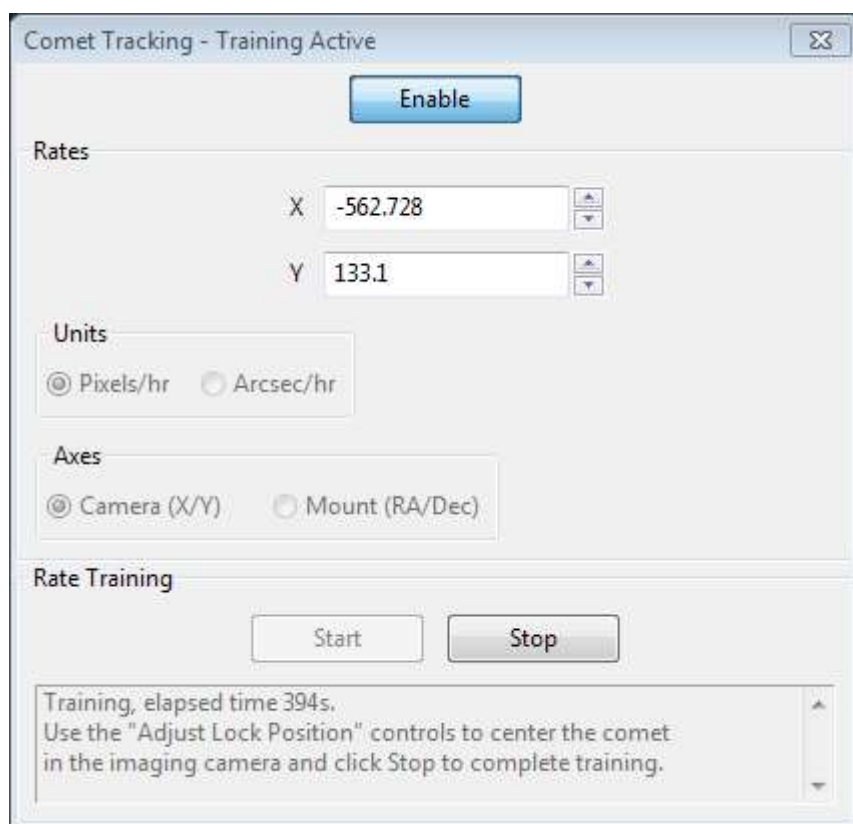 Comet Tracking - Training Active
Enable
Rates
X -562.728
Y 133.1
Units
Pixels/hr Arcsec/hr
Axes
Camera (X/Y) Mount (RA/Dec)
Rate Training
Start Stop
Training, elapsed time 394s.
Use the "Adjust Lock Position" controls to center the comet
in the imaging camera and click Stop to complete training.